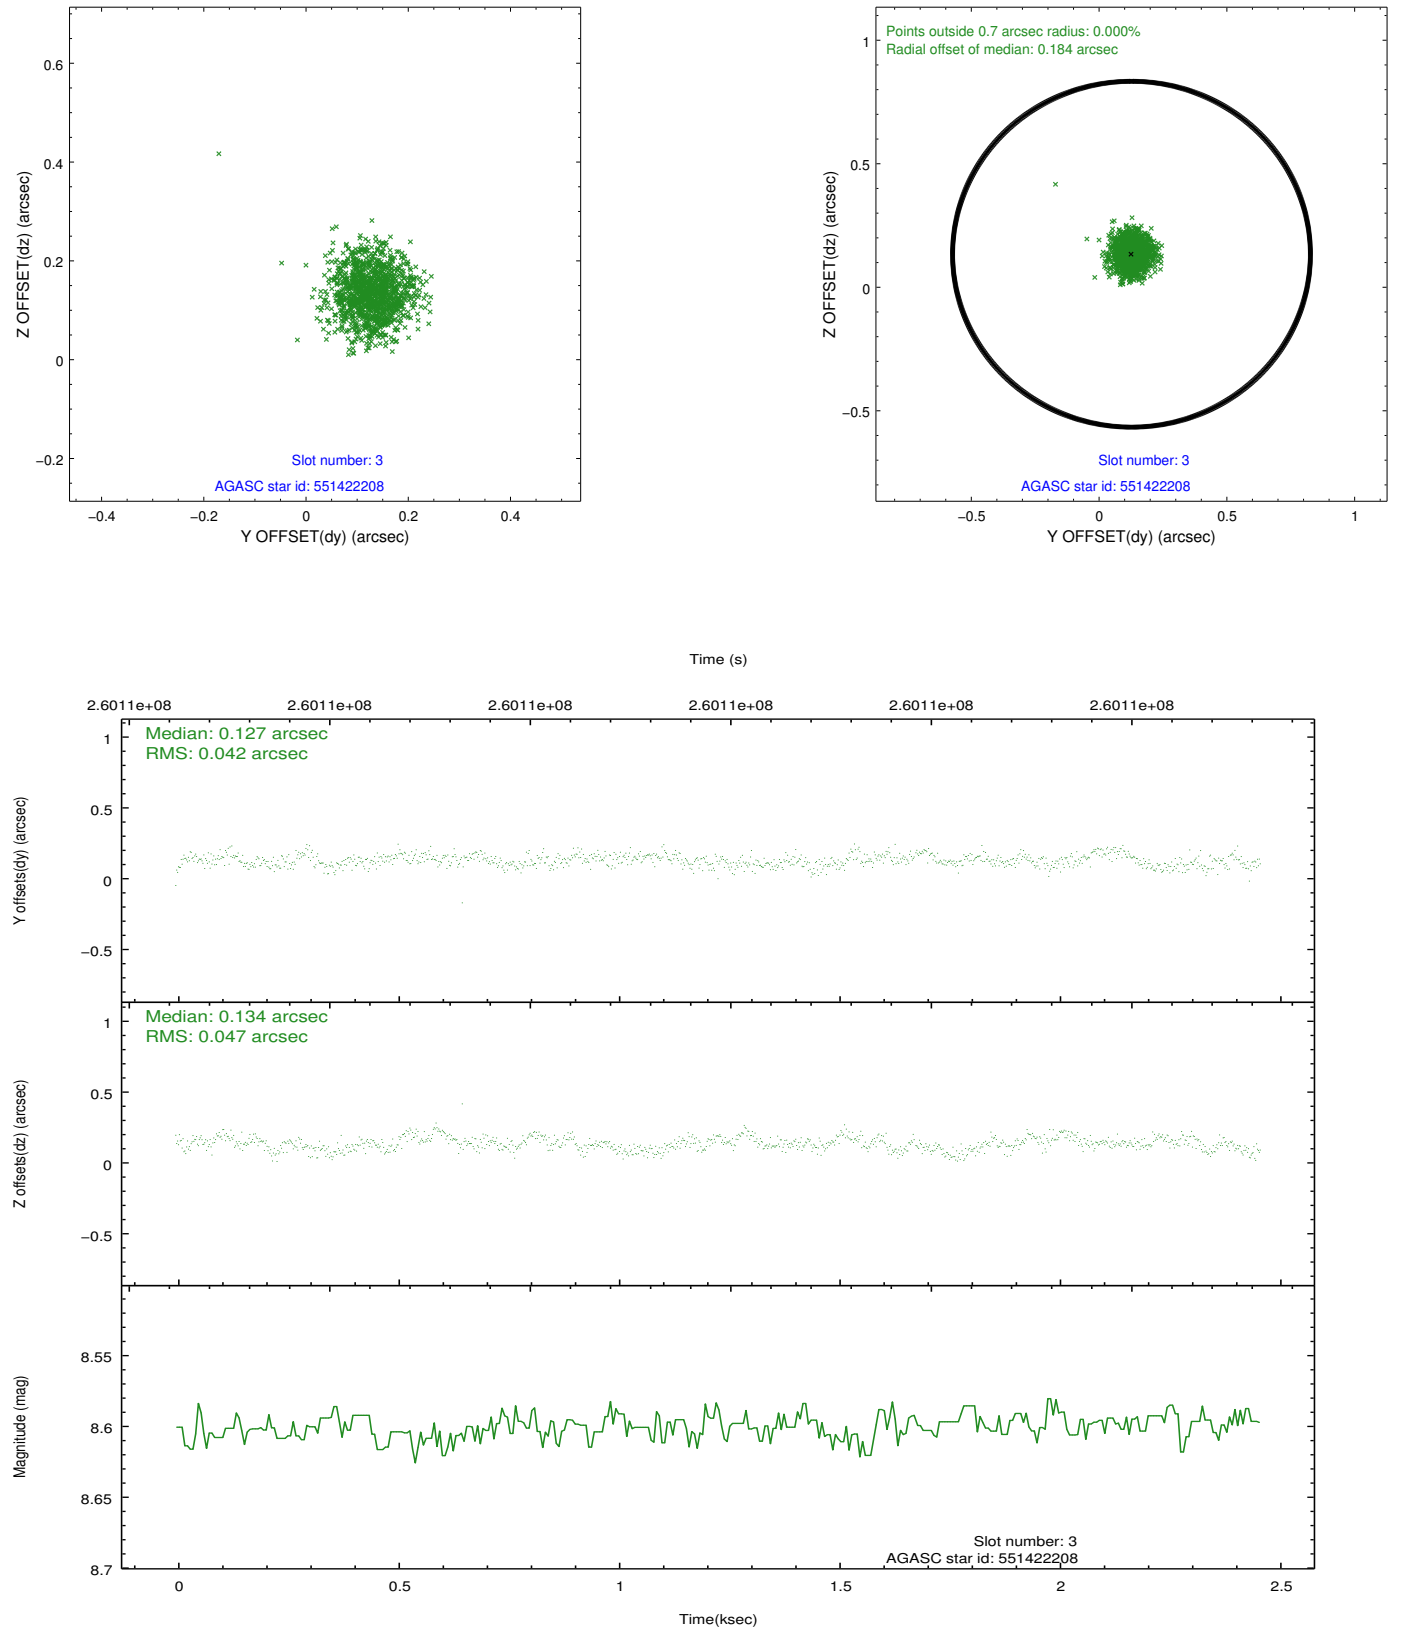 0.6
0.4
0.2
0
−0.2
−0.4
−0.2
0
0.2
0.4
Z OFFSET(dz) (arcsec)
Y OFFSET(dy) (arcsec)
Slot number: 3
AGASC star id: 551422208
Points outside 0.7 arcsec radius: 0.000%
Radial offset of median: 0.184 arcsec
1
0.5
0
−0.5
−0.5
0
0.5
1
Z OFFSET(dz) (arcsec)
Y OFFSET(dy) (arcsec)
Slot number: 3
AGASC star id: 551422208
Time (s)
2.6011e+08
2.6011e+08
2.6011e+08
2.6011e+08
2.6011e+08
2.6011e+08
Median: 0.127 arcsec
RMS: 0.042 arcsec
1
0.5
0
−0.5
Y offsets(dy) (arcsec)
Median: 0.134 arcsec
RMS: 0.047 arcsec
1
0.5
0
−0.5
Z offsets(dz) (arcsec)
8.55
8.6
8.65
8.7
Magnitude (mag)
Slot number: 3
AGASC star id: 551422208
0
0.5
1
1.5
2
2.5
Time(ksec)